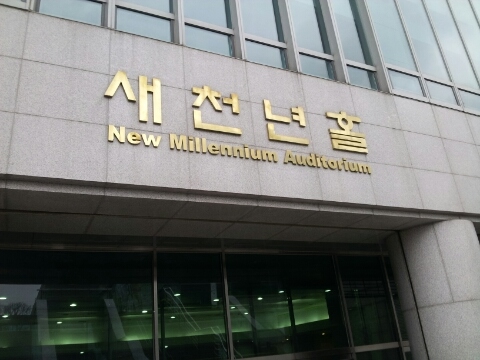 새천년홀
New Millennium Auditorium